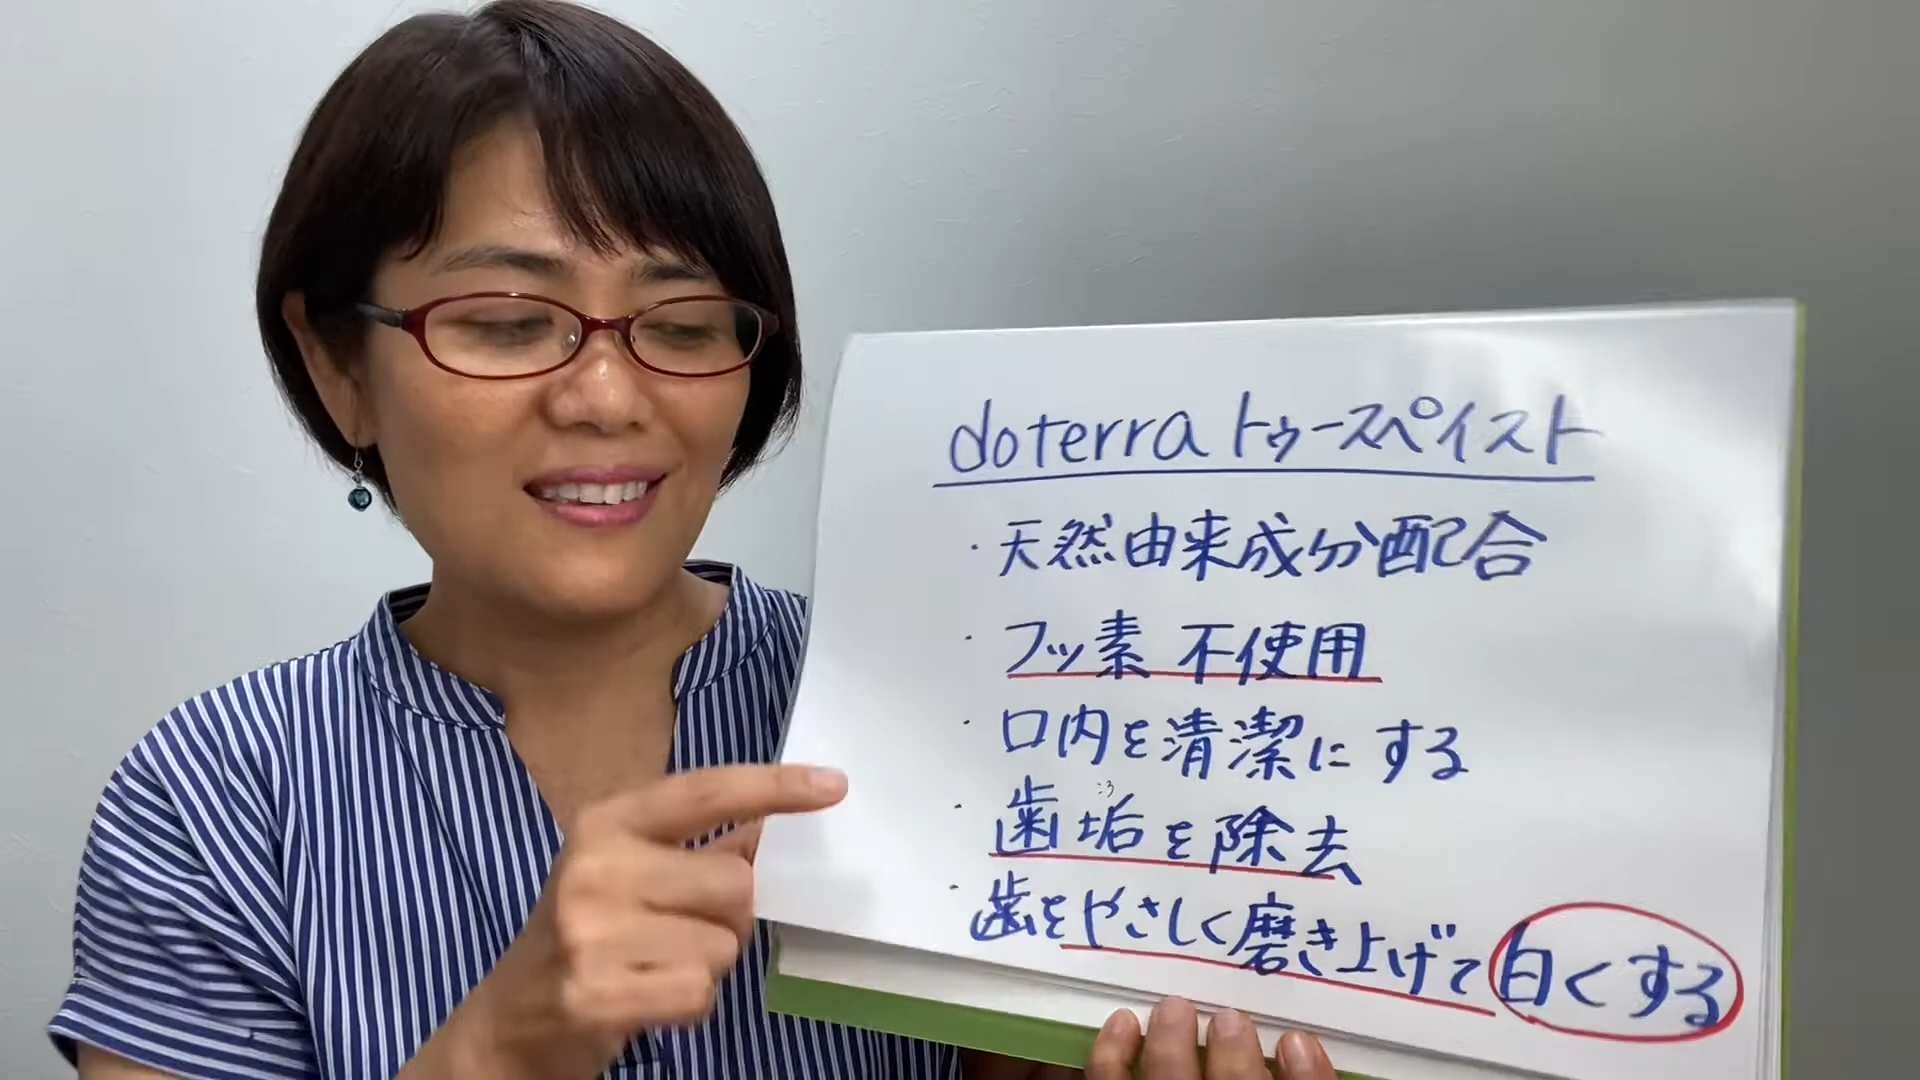 doterra トゥースペイスト
・天然由来成分配合
・フッ素 不使用
・口内を清潔にする
・歯垢を除去
・歯をやさしく磨き上げて白くする